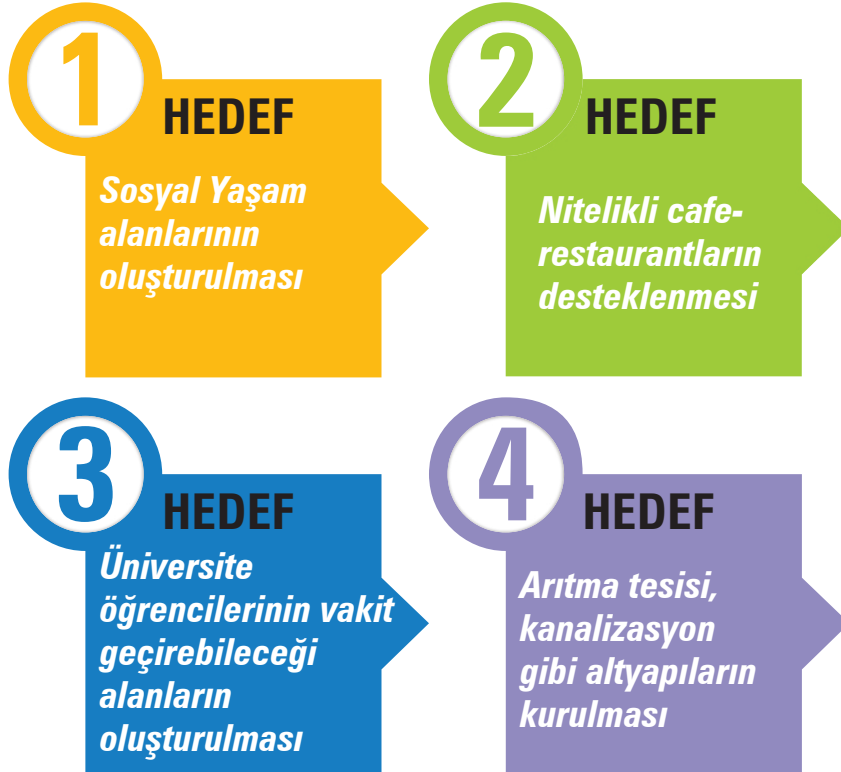 1
HEDEF
Sosyal Yaşam
alanlarının
oluşturulması
2
HEDEF
Nitelikli cafe-
restaurantların
desteklenmesi
3
HEDEF
Üniversite
öğrencilerinin vakit
geçirebileceği
alanların
oluşturulması
4
HEDEF
Arıtma tesisi,
kanalizasyon
gibi altyapıların
kurulması